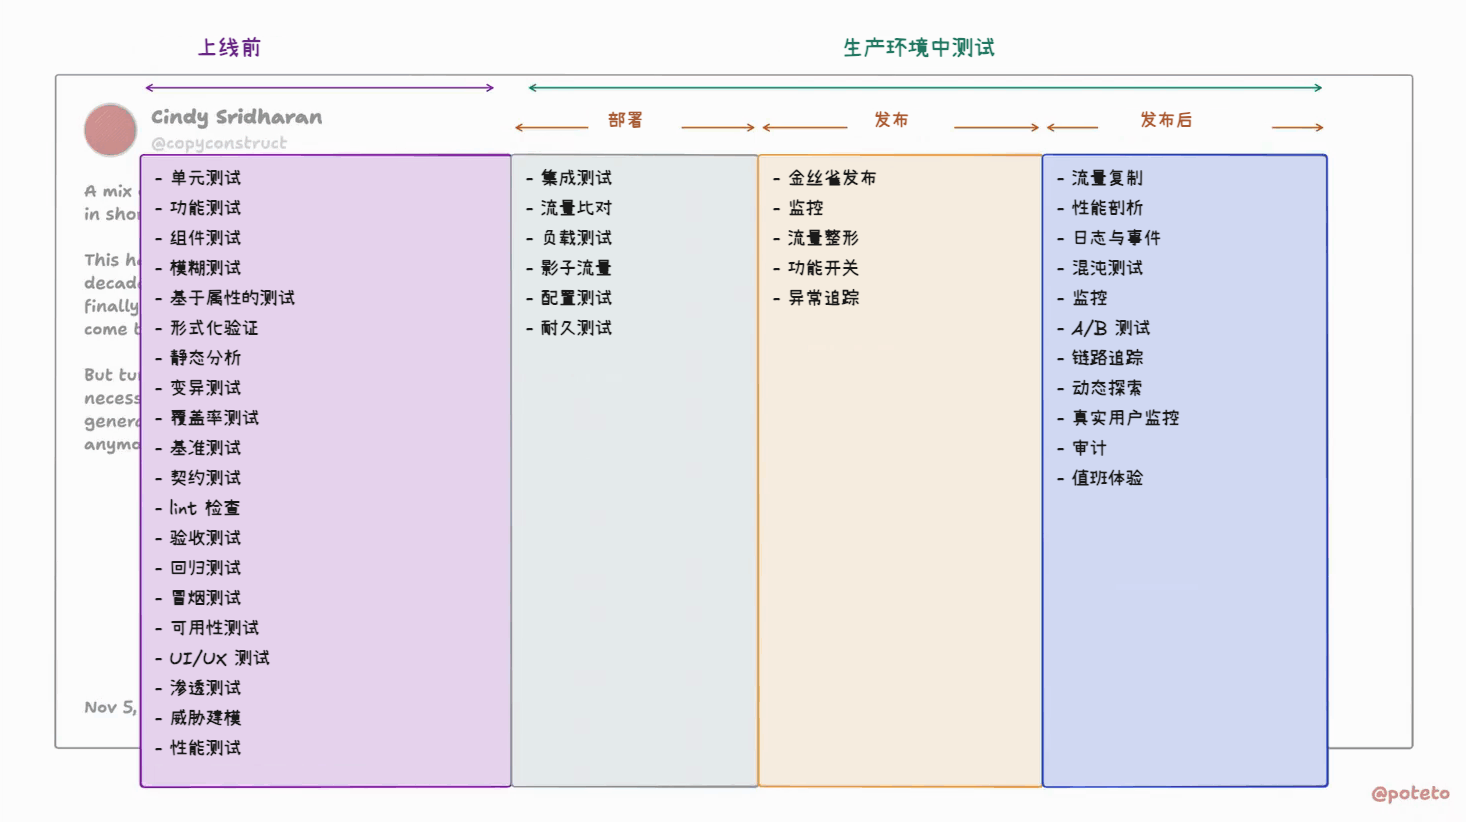 上线前
生产环境中测试
Cindy Sridharan
@copyconstruct
部署
发布
发布后
A mix
in shor
This h
decad
finally
come t
But tu
necess
gener
anymo
Nov 5,
- 单元测试
- 功能测试
- 组件测试
- 模糊测试
- 基于属性的测试
- 形式化验证
- 静态分析
- 变异测试
- 覆盖率测试
- 基准测试
- 契约测试
- lint 检查
- 验收测试
- 回归测试
- 冒烟测试
- 可用性测试
- UI/UX 测试
- 渗透测试
- 威胁建模
- 性能测试
- 集成测试
- 流量比对
- 负载测试
- 影子流量
- 配置测试
- 耐久测试
- 金丝雀发布
- 监控
- 流量整形
- 功能开关
- 异常追踪
- 流量复制
- 性能剖析
- 日志与事件
- 混沌测试
- 监控
- A/B 测试
- 链路追踪
- 动态探索
- 真实用户监控
- 审计
- 值班体验
@poteto